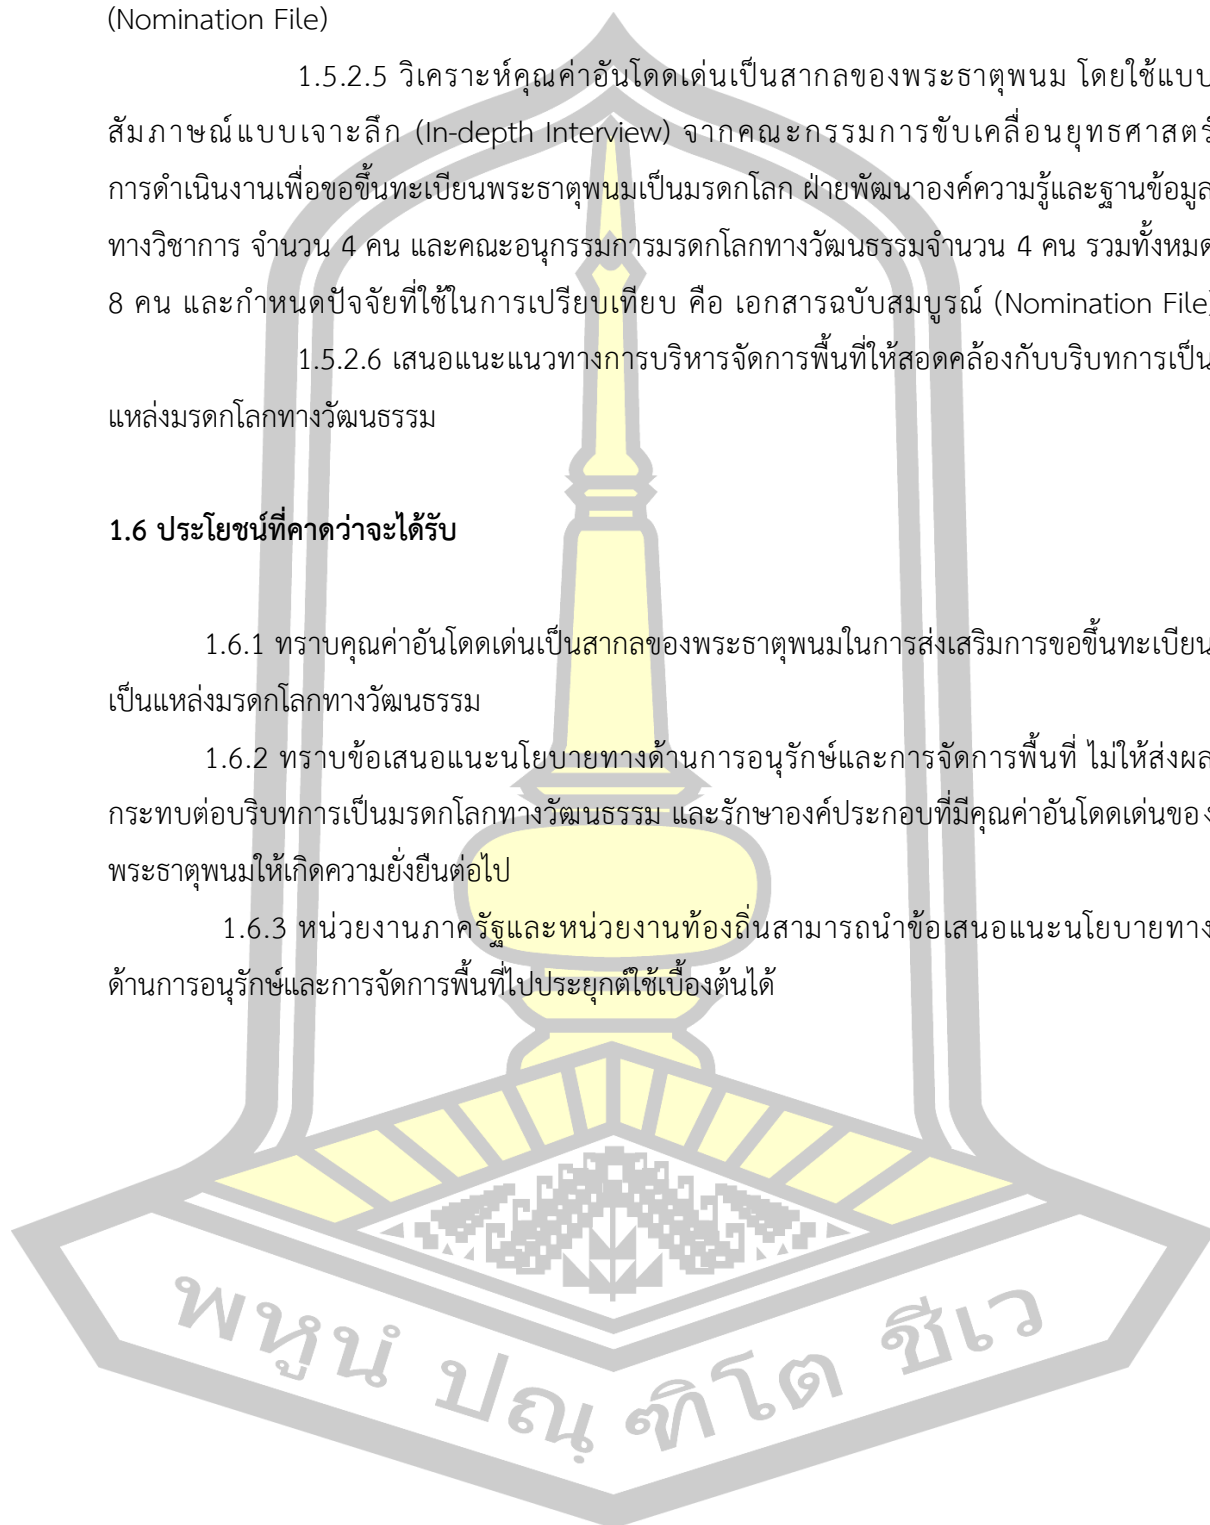 (Nomination File)
1.5.2.5 วิเคราะห์คุณค่าอันโดดเด่นเป็นสากลของพระธาตุพนม โดยใช้แบบ
สัมภาษณ์แบบเจาะลึก (In-depth Interview) จากคณะกรรมการขับเคลื่อนยุทธศาสตร์
การดำเนินงานเพื่อขอขึ้นทะเบียนพระธาตุพนมเป็นมรดกโลก ฝ่ายพัฒนาองค์ความรู้และฐานข้อมูล
ทางวิชาการ จำนวน 4 คน และคณะอนุกรรมการมรดกโลกทางวัฒนธรรมจำนวน 4 คน รวมทั้งหมด
8 คน และกำหนดปัจจัยที่ใช้ในการเปรียบเทียบ คือ เอกสารฉบับสมบูรณ์ (Nomination File)
1.5.2.6 เสนอแนะแนวทางการบริหารจัดการพื้นที่ให้สอดคล้องกับบริบทการเป็น
แหล่งมรดกโลกทางวัฒนธรรม
1.6 ประโยชน์ที่คาดว่าจะได้รับ
1.6.1 ทราบคุณค่าอันโดดเด่นเป็นสากลของพระธาตุพนมในการส่งเสริมการขอขึ้นทะเบียน
เป็นแหล่งมรดกโลกทางวัฒนธรรม
1.6.2 ทราบข้อเสนอแนะนโยบายทางด้านการอนุรักษ์และการจัดการพื้นที่ ไม่ให้ส่งผล
กระทบต่อบริบทการเป็นมรดกโลกทางวัฒนธรรม และรักษาองค์ประกอบที่มีคุณค่าอันโดดเด่นของ
พระธาตุพนมให้เกิดความยั่งยืนต่อไป
1.6.3 หน่วยงานภาครัฐและหน่วยงานท้องถิ่นสามารถนำข้อเสนอแนะนโยบายทาง
ด้านการอนุรักษ์และการจัดการพื้นที่ไปประยุกต์ใช้เบื้องต้นได้
พหูนํ ปณฺฑิโต ชีเว